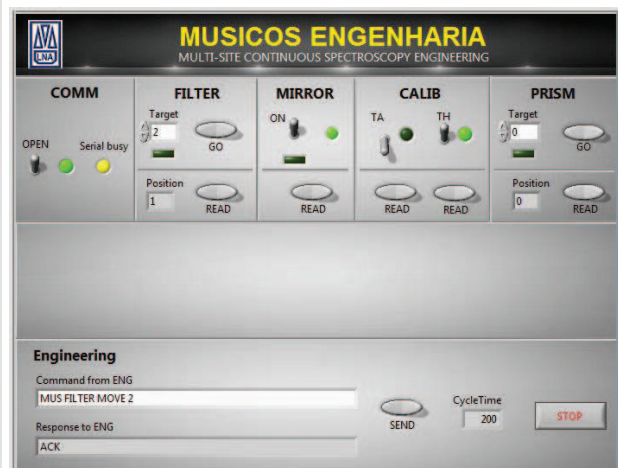 LNA
MUSICOS ENGENHARIA
MULTI-SITE CONTINUOUS SPECTROSCOPY ENGINEERING
COMM
OPEN
Serial busy
FILTER
Target
2
GO
Position
1
READ
MIRROR
ON
READ
CALIB
TA
TH
READ
READ
PRISM
Target
0
GO
Position
0
READ
Engineering
Command from ENG
MUS FILTER MOVE 2
Response to ENG
ACK
SEND
CycleTime
200
STOP